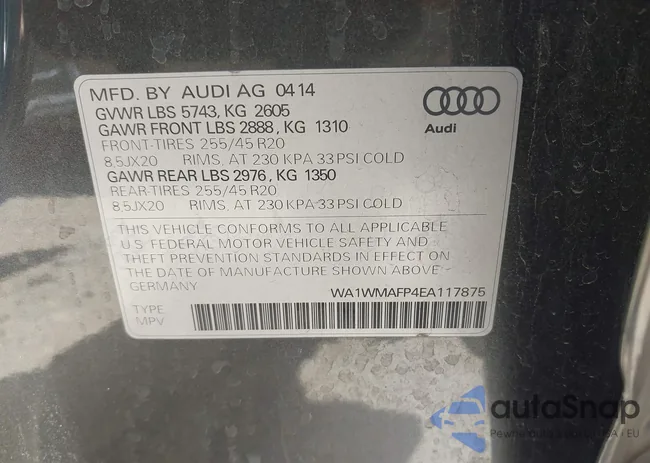 MFD. BY AUDI AG 04 14
GVWR LBS 5743, KG 2605
GAWR FRONT LBS 2888, KG 1310
FRONT-TIRES 255/45 R20
8,5JX20 RIMS, AT 230 KPA 33 PSI COLD
GAWR REAR LBS 2976, KG 1350
REAR-TIRES 255/45 R20
8,5JX20 RIMS, AT 230 KPA 33 PSI COLD
Audi
THIS VEHICLE CONFORMS TO ALL APPLICABLE
U.S. FEDERAL MOTOR VEHICLE SAFETY AND
THEFT PREVENTION STANDARDS IN EFFECT ON
THE DATE OF MANUFACTURE SHOWN ABOVE
GERMANY
WA1WMAFP4EA117875
TYPE
MPV
autoSnap
/ EU